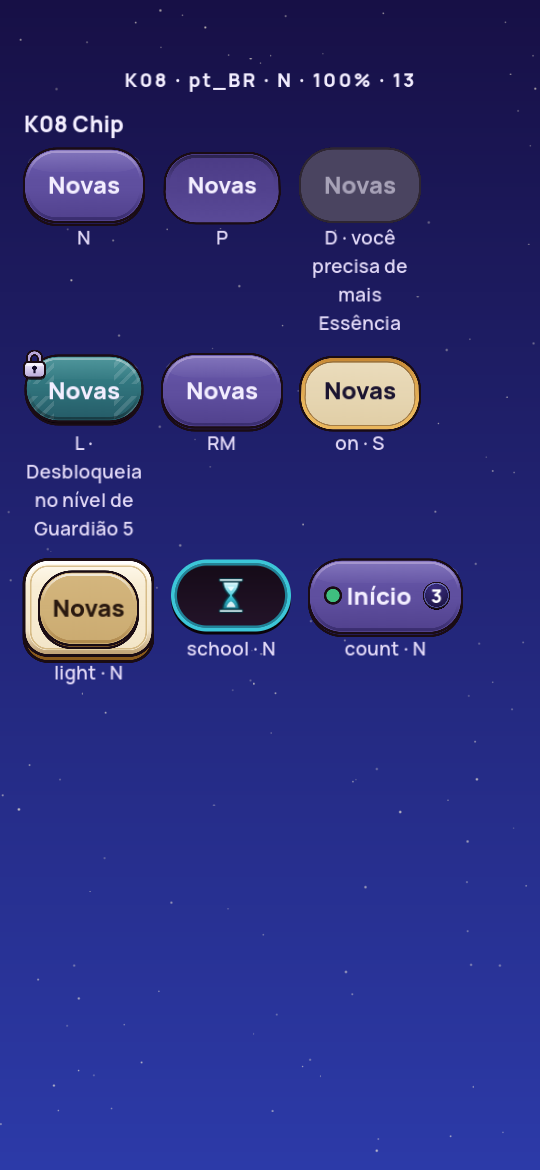 K08 · pt_BR · N · 100% · 13
K08 Chip
Novas
Novas
Novas
N
P
D · você
precisa de
mais
Essência
Novas
Novas
Novas
L ·
Desbloqueia
no nível de
Guardião 5
RM
on · S
Novas
Início 3
light · N
school · N
count · N